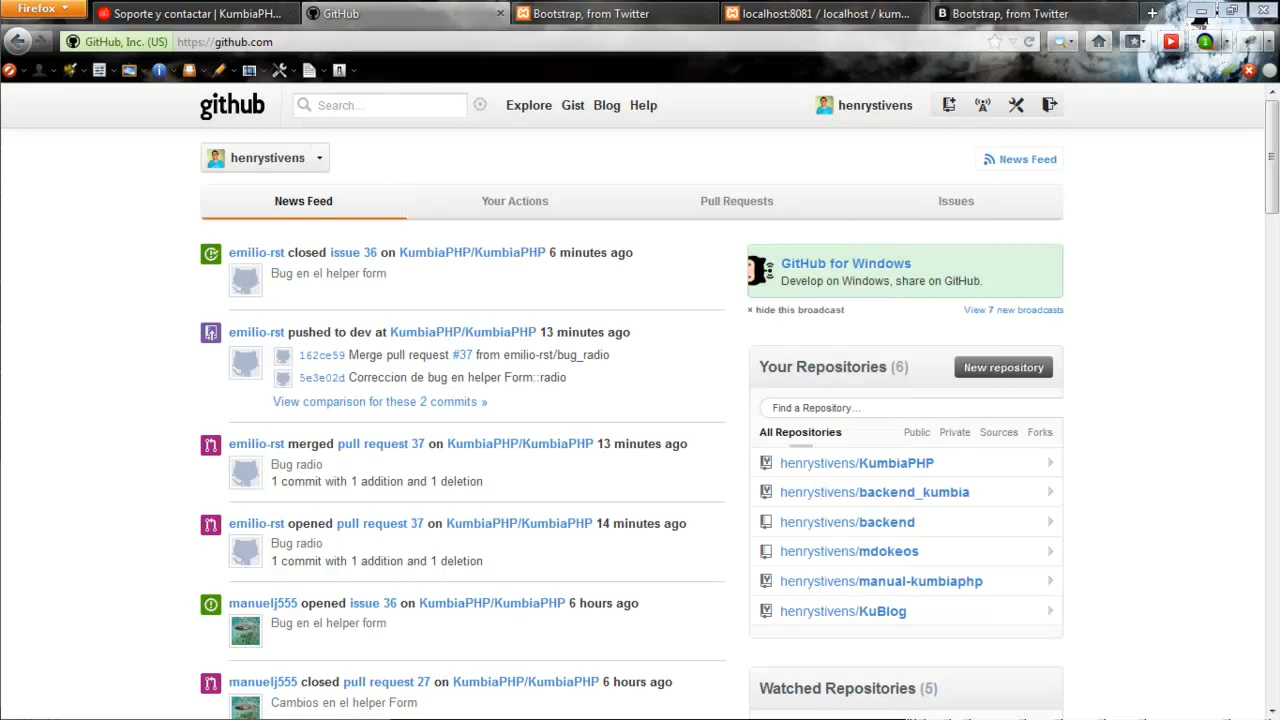 Firefox
Soporte y contactar | KumbiaPH...
GitHub
Bootstrap, from Twitter
localhost:8081 / localhost / kum...
Bootstrap, from Twitter
GitHub, Inc. (US)
https://github.com
github
Search...
Explore
Gist
Blog
Help
henrystivens
henrystivens
News Feed
News Feed
Your Actions
Pull Requests
Issues
emilio-rst closed issue 36 on KumbiaPHP/KumbiaPHP 6 minutes ago
Bug en el helper form
emilio-rst pushed to dev at KumbiaPHP/KumbiaPHP 13 minutes ago
162ce59 Merge pull request #37 from emilio-rst/bug_radio
5e3e02d Correccion de bug en helper Form::radio
View comparison for these 2 commits »
emilio-rst merged pull request 37 on KumbiaPHP/KumbiaPHP 13 minutes ago
Bug radio
1 commit with 1 addition and 1 deletion
emilio-rst opened pull request 37 on KumbiaPHP/KumbiaPHP 14 minutes ago
Bug radio
1 commit with 1 addition and 1 deletion
manuelj555 opened issue 36 on KumbiaPHP/KumbiaPHP 6 hours ago
Bug en el helper form
manuelj555 closed pull request 27 on KumbiaPHP/KumbiaPHP 6 hours ago
Cambios en el helper Form
GitHub for Windows
Develop on Windows, share on GitHub.
× hide this broadcast
View 7 new broadcasts
Your Repositories (6)
New repository
Find a Repository...
All Repositories
Public
Private
Sources
Forks
henrystivens/KumbiaPHP
henrystivens/backend_kumbia
henrystivens/backend
henrystivens/mdokeos
henrystivens/manual-kumbiaphp
henrystivens/KuBlog
Watched Repositories (5)